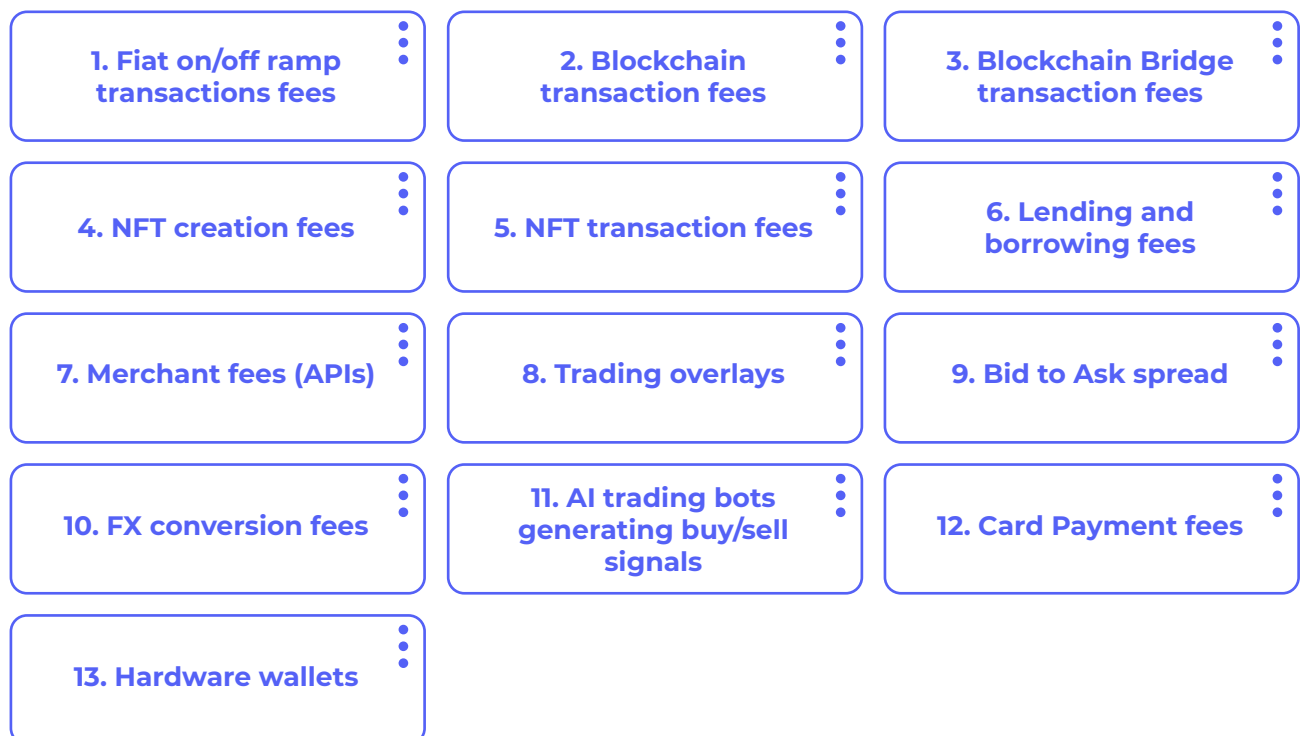 1. Fiat on/off ramp
transactions fees
2. Blockchain
transaction fees
3. Blockchain Bridge
transaction fees
4. NFT creation fees
5. NFT transaction fees
6. Lending and
borrowing fees
7. Merchant fees (APIs)
8. Trading overlays
9. Bid to Ask spread
10. FX conversion fees
11. AI trading bots
generating buy/sell
signals
12. Card Payment fees
13. Hardware wallets